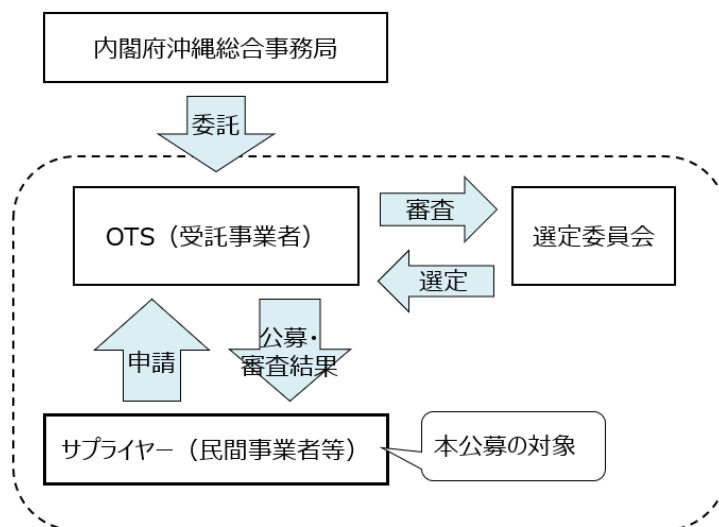 内閣府沖縄総合事務局
委託
OTS（受託事業者）
審査
選定委員会
選定
申請
公募・
審査結果
サプライヤー（民間事業者等）
本公募の対象